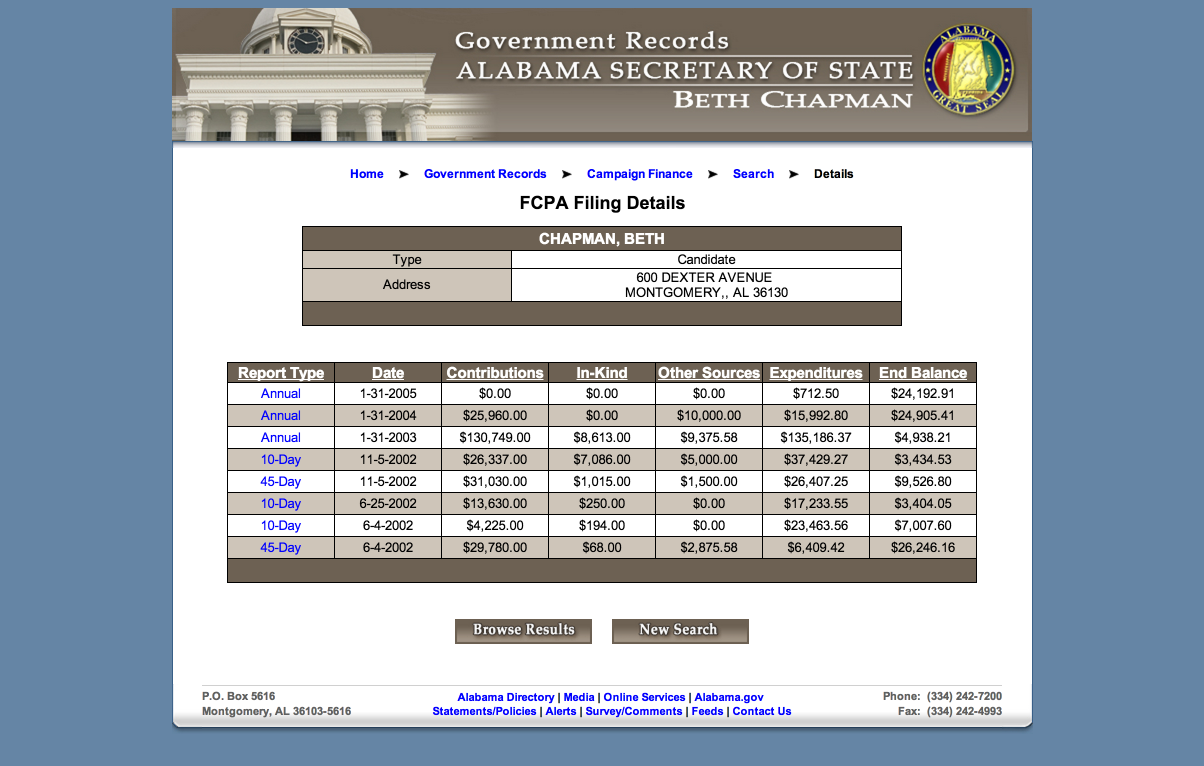 Government Records
ALABAMA SECRETARY OF STATE
BETH CHAPMAN
ALABAMA
GREAT SEAL
Home ➤ Government Records ➤ Campaign Finance ➤ Search ➤ Details
FCPA Filing Details
CHAPMAN, BETH
Type Candidate
Address 600 DEXTER AVENUE
MONTGOMERY,, AL 36130
Report Type Date Contributions In-Kind Other Sources Expenditures End Balance
Annual 1-31-2005 $0.00 $0.00 $0.00 $712.50 $24,192.91
Annual 1-31-2004 $25,960.00 $0.00 $10,000.00 $15,992.80 $24,905.41
Annual 1-31-2003 $130,749.00 $8,613.00 $9,375.58 $135,186.37 $4,938.21
10-Day 11-5-2002 $26,337.00 $7,086.00 $5,000.00 $37,429.27 $3,434.53
45-Day 11-5-2002 $31,030.00 $1,015.00 $1,500.00 $26,407.25 $9,526.80
10-Day 6-25-2002 $13,630.00 $250.00 $0.00 $17,233.55 $3,404.05
10-Day 6-4-2002 $4,225.00 $194.00 $0.00 $23,463.56 $7,007.60
45-Day 6-4-2002 $29,780.00 $68.00 $2,875.58 $6,409.42 $26,246.16
Browse Results New Search
P.O. Box 5616 Alabama Directory | Media | Online Services | Alabama.gov Phone: (334) 242-7200
Montgomery, AL 36103-5616 Statements/Policies | Alerts | Survey/Comments | Feeds | Contact Us Fax: (334) 242-4993